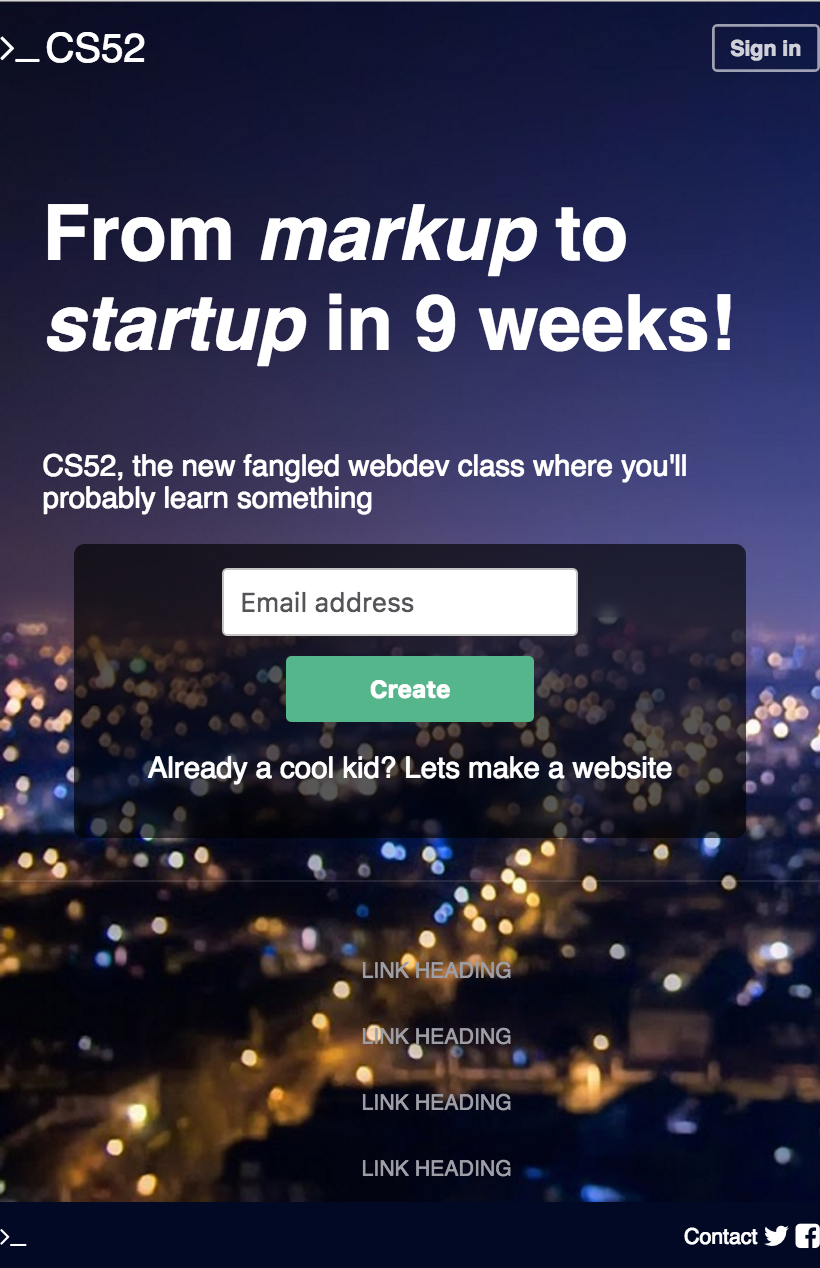 >_ CS52
Sign in
From markup to
startup in 9 weeks!
CS52, the new fangled webdev class where you'll
probably learn something
Email address
Create
Already a cool kid? Lets make a website
LINK HEADING
LINK HEADING
LINK HEADING
LINK HEADING
>_
Contact